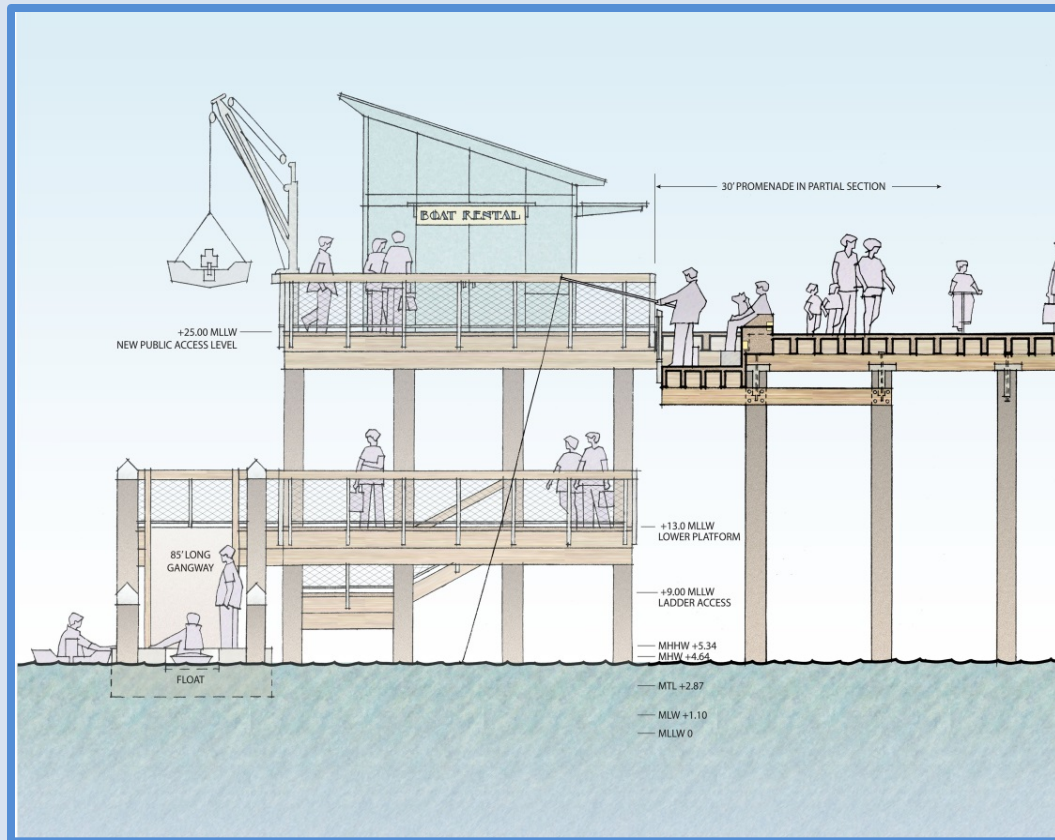 30' PROMENADE IN PARTIAL SECTION
BOAT RENTAL
+25.00 MLLW
NEW PUBLIC ACCESS LEVEL
+13.0 MLLW
LOWER PLATFORM
85' LONG
GANGWAY
+9.00 MLLW
LADDER ACCESS
MHHW +5.34
MHW +4.64
FLOAT
MTL +2.87
MLW +1.10
MLLW 0